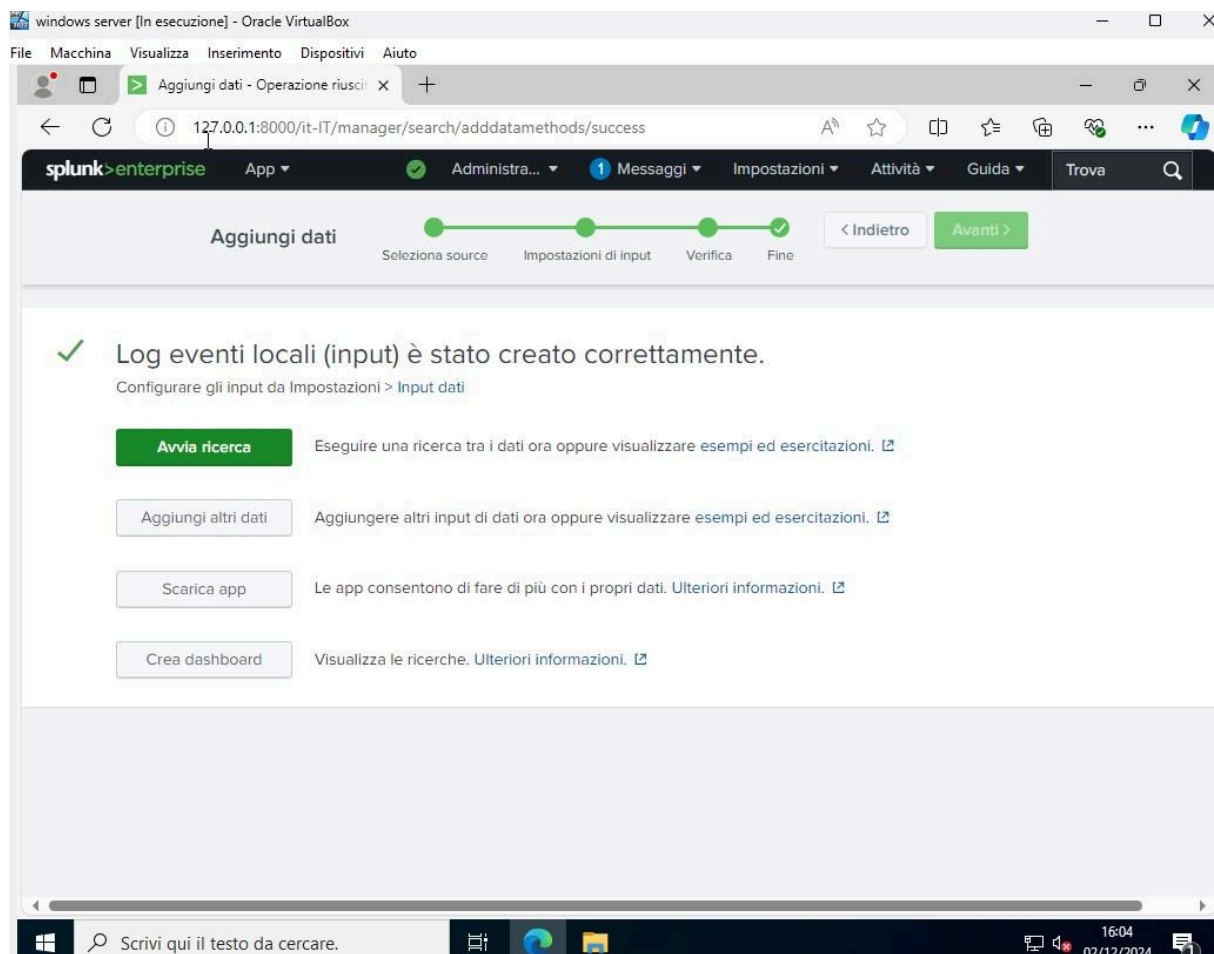 windows server [In esecuzione] - Oracle VirtualBox
File Macchina Visualizza Inserimento Dispositivi Aiuto
Aggiungi dati - Operazione riusci
127.0.0.1:8000/it-IT/manager/search/adddatamethods/success
splunk>enterprise App Administra... 1 Messaggi Impostazioni Attività Guida Trova
Aggiungi dati
Seleziona source Impostazioni di input Verifica Fine
< Indietro Avanti >
Log eventi locali (input) è stato creato correttamente.
Configurare gli input da Impostazioni > Input dati
Avvia ricerca Eseguire una ricerca tra i dati ora oppure visualizzare esempi ed esercitazioni.
Aggiungi altri dati Aggiungere altri input di dati ora oppure visualizzare esempi ed esercitazioni.
Scarica app Le app consentono di fare di più con i propri dati. Ulteriori informazioni.
Crea dashboard Visualizza le ricerche. Ulteriori informazioni.
Scrivi qui il testo da cercare.
16:04
02/12/2024
1